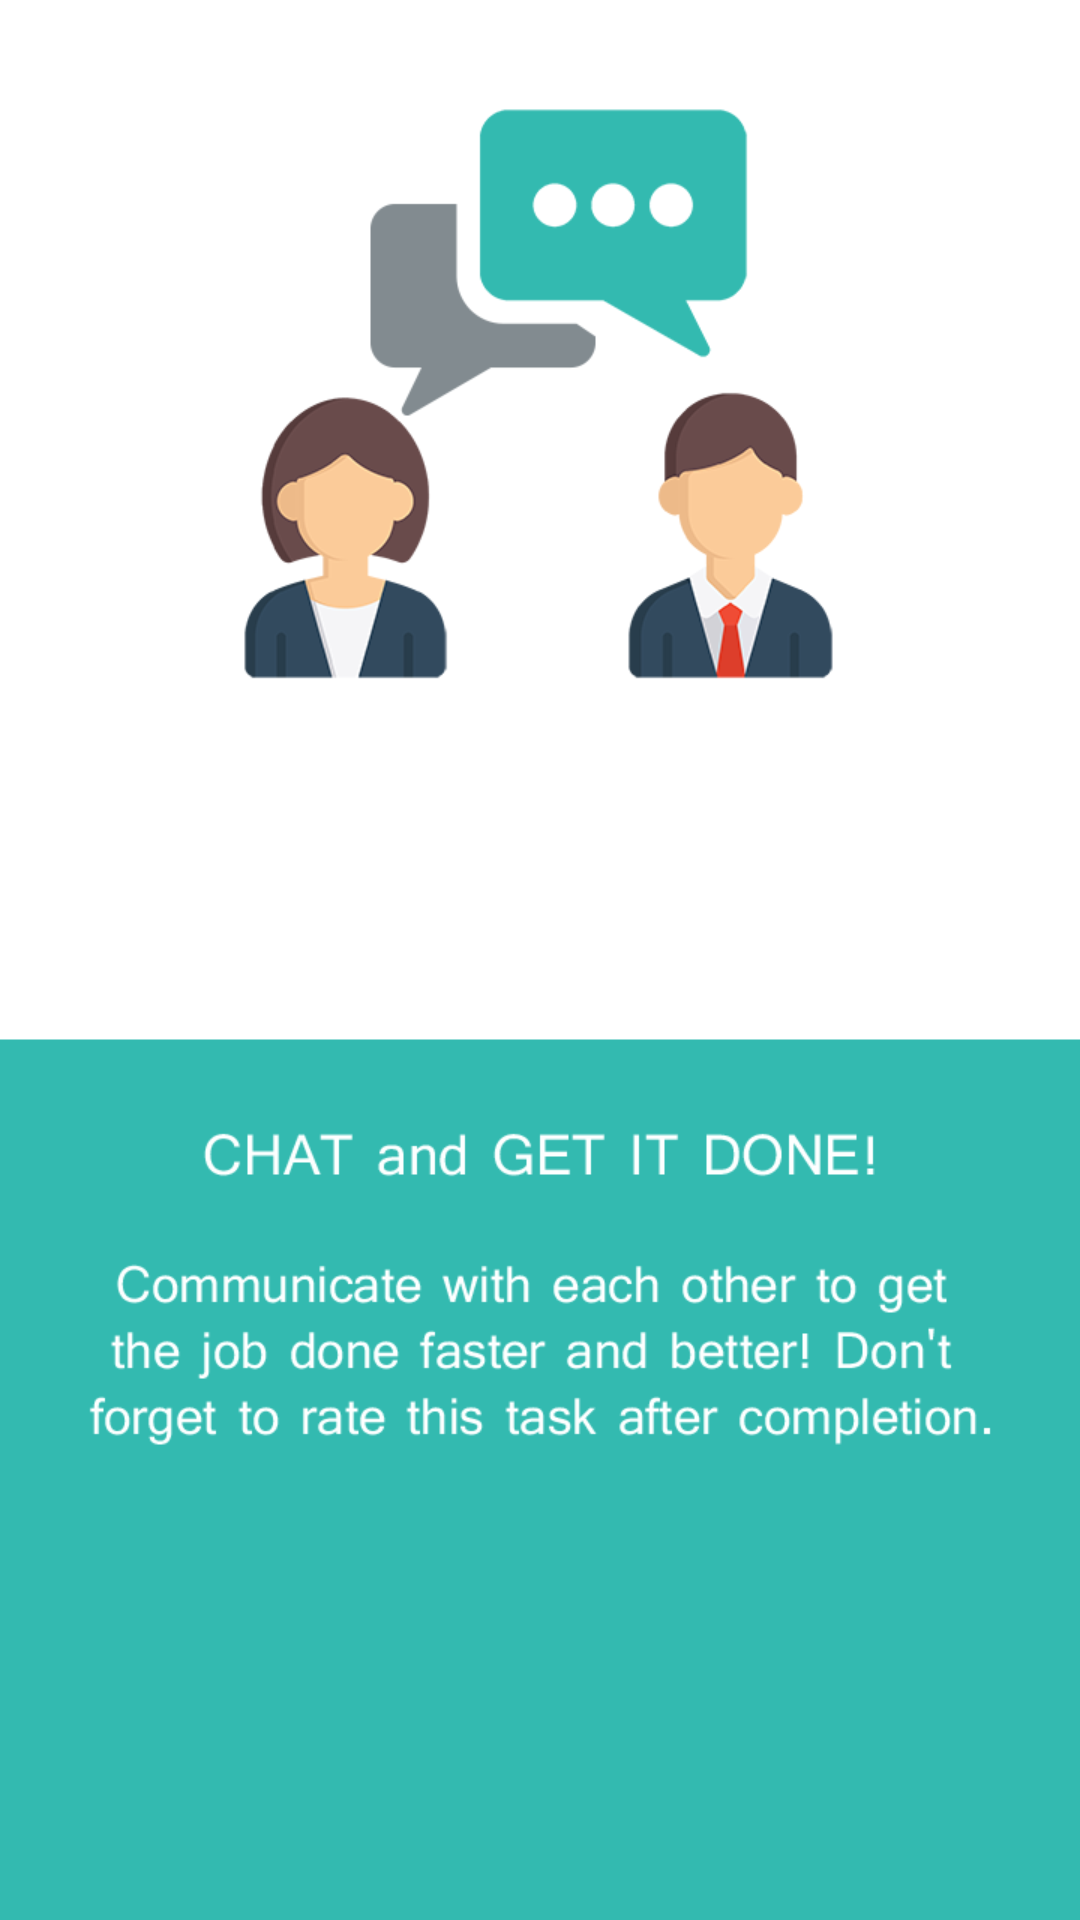 CHAT and GET IT DONE!
Communicate with each other to get
the job done faster and better! Don't
forget to rate this task after completion.